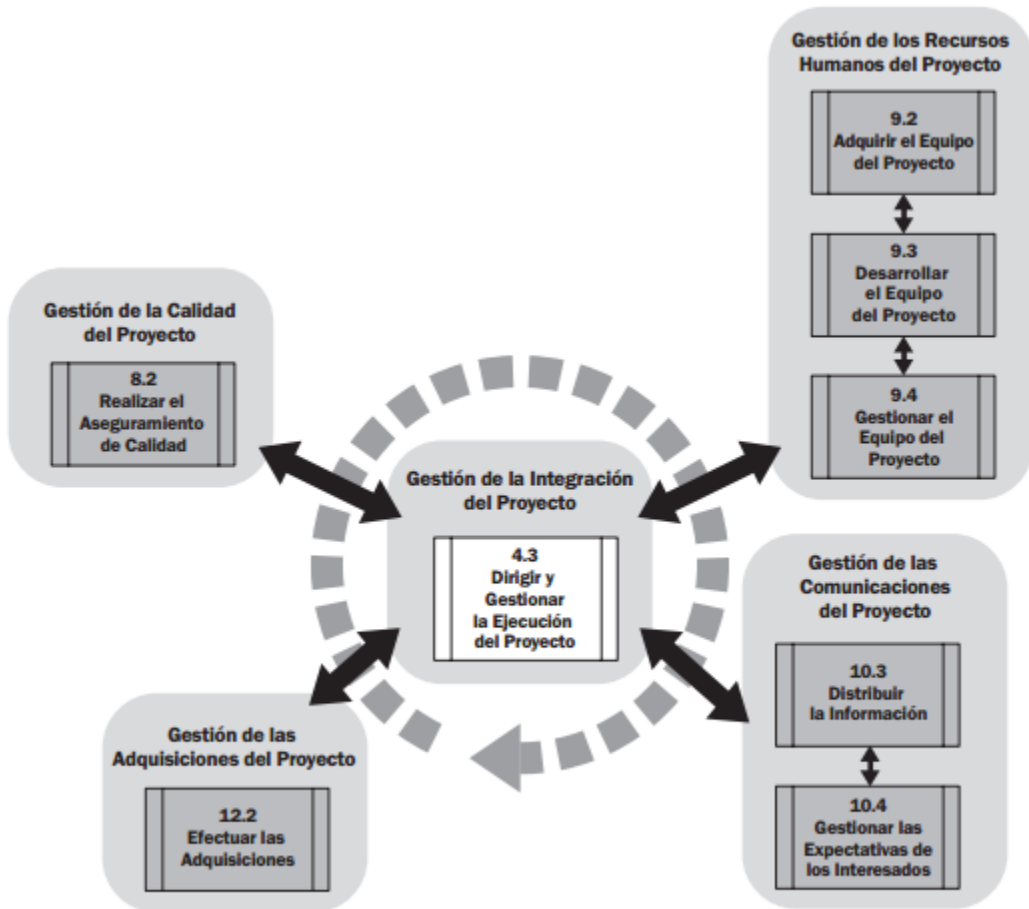 Gestión de los Recursos
Humanos del Proyecto
9.2
Adquirir el Equipo
del Proyecto
9.3
Desarrollar
el Equipo
del Proyecto
9.4
Gestionar el
Equipo del
Proyecto
Gestión de la Calidad
del Proyecto
8.2
Realizar el
Aseguramiento
de Calidad
Gestión de la Integración
del Proyecto
4.3
Dirigir y
Gestionar
la Ejecución
del Proyecto
Gestión de las
Comunicaciones
del Proyecto
10.3
Distribuir
la Información
10.4
Gestionar las
Expectativas de
los Interesados
Gestión de las
Adquisiciones del Proyecto
12.2
Efectuar las
Adquisiciones